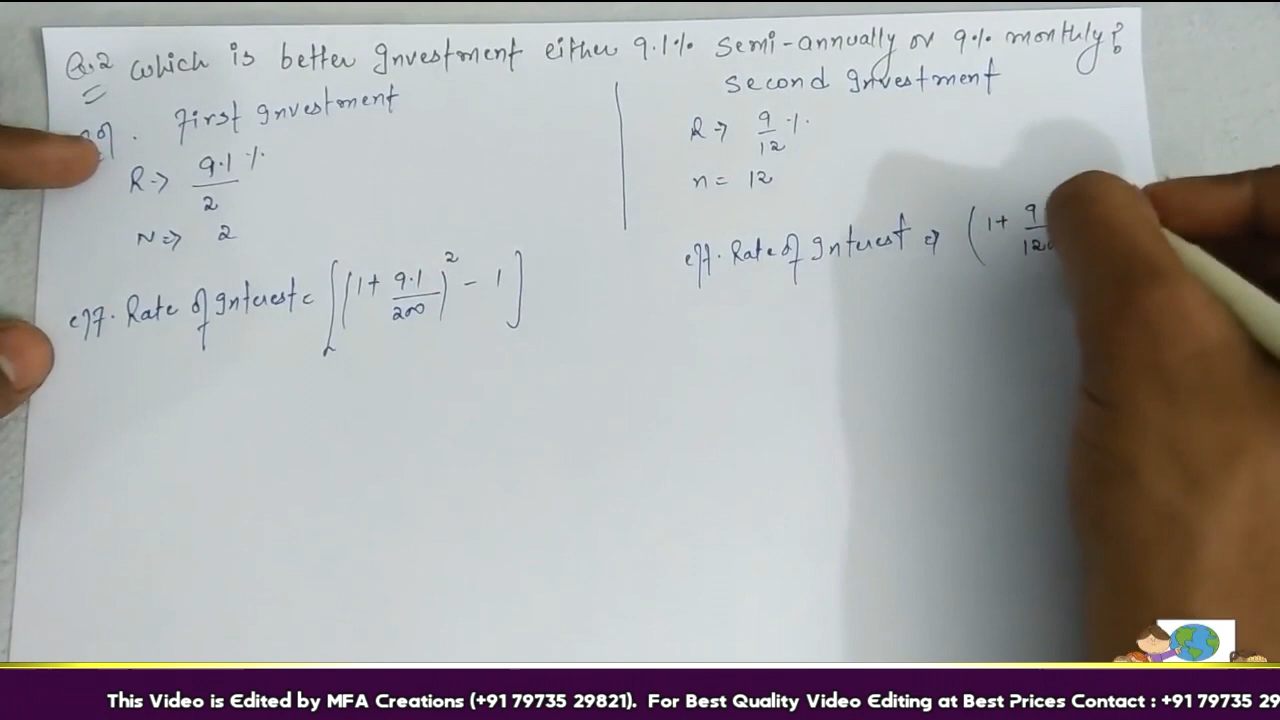 Q.2 which is better Investment either 9.1% semi-annually or 9% monthly?
First Investment
R => 9.1/2 %
N => 2
eff. Rate of Interest = [(1 + 9.1/200)^2 - 1]
Second Investment
R => 9/12 %.
n = 12
eff. Rate of Interest => (1 + 9
This Video is Edited by MFA Creations (+91 79735 29821). For Best Quality Video Editing at Best Prices Contact : +91 79735 29